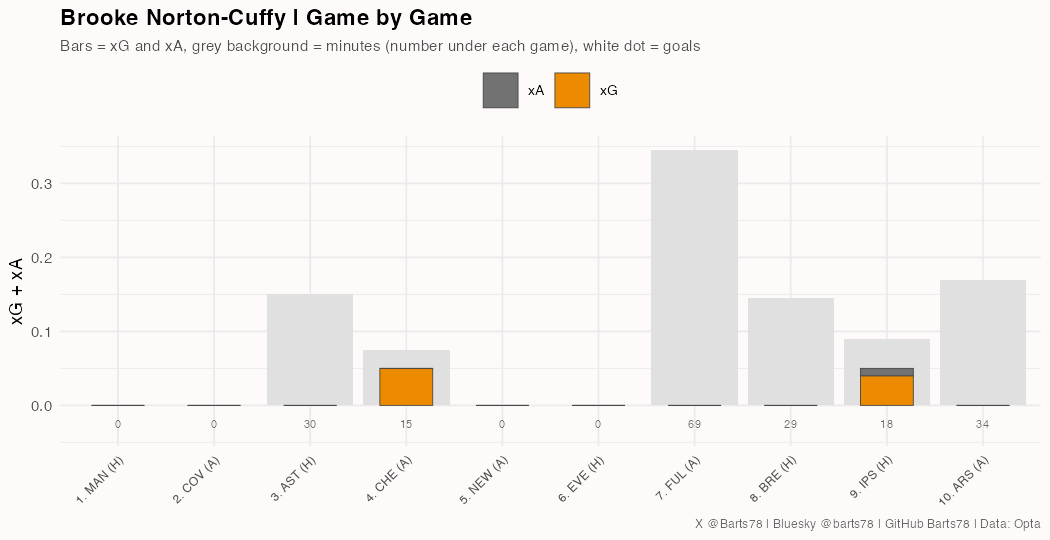 Brooke Norton-Cuffy | Game by Game
Bars = xG and xA, grey background = minutes (number under each game), white dot = goals
xA xG
xG + xA
0.3
0.2
0.1
0.0
0 0 30 15 0 0 69 29 18 34
1. MAN (H) 2. COV (A) 3. AST (H) 4. CHE (A) 5. NEW (A) 6. EVE (H) 7. FUL (A) 8. BRE (H) 9. IPS (H) 10. ARS (A)
X @Barts78 | Bluesky @barts78 | GitHub Barts78 | Data: Opta